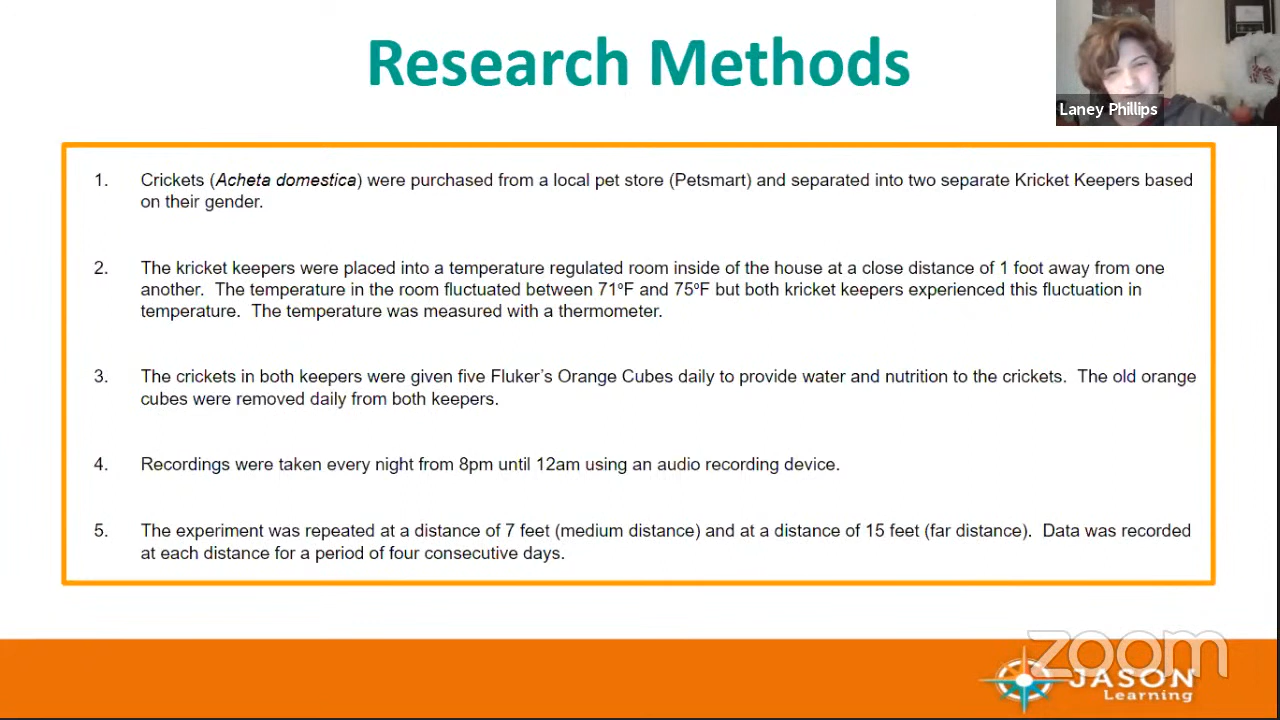 Research Methods
Laney Phillips
1. Crickets (Acheta domestica) were purchased from a local pet store (Petsmart) and separated into two separate Kricket Keepers based
on their gender.
2. The kricket keepers were placed into a temperature regulated room inside of the house at a close distance of 1 foot away from one
another. The temperature in the room fluctuated between 71ºF and 75ºF but both kricket keepers experienced this fluctuation in
temperature. The temperature was measured with a thermometer.
3. The crickets in both keepers were given five Fluker’s Orange Cubes daily to provide water and nutrition to the crickets. The old orange
cubes were removed daily from both keepers.
4. Recordings were taken every night from 8pm until 12am using an audio recording device.
5. The experiment was repeated at a distance of 7 feet (medium distance) and at a distance of 15 feet (far distance). Data was recorded
at each distance for a period of four consecutive days.
zoom
JASON
Learning